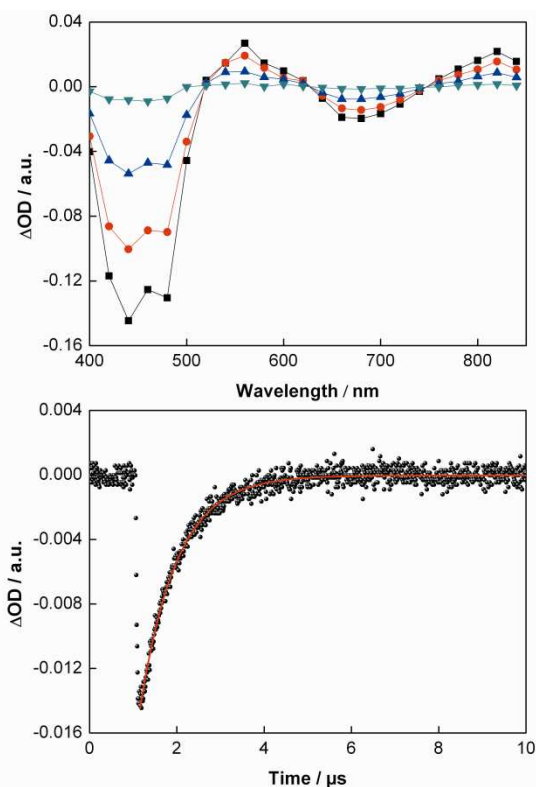 0.04
0.00
-0.04
-0.08
-0.12
-0.16
ΔOD / a.u.
400 500 600 700 800
Wavelength / nm
0.004
0.000
-0.004
-0.008
-0.012
-0.016
ΔOD / a.u.
0 2 4 6 8 10
Time / µs